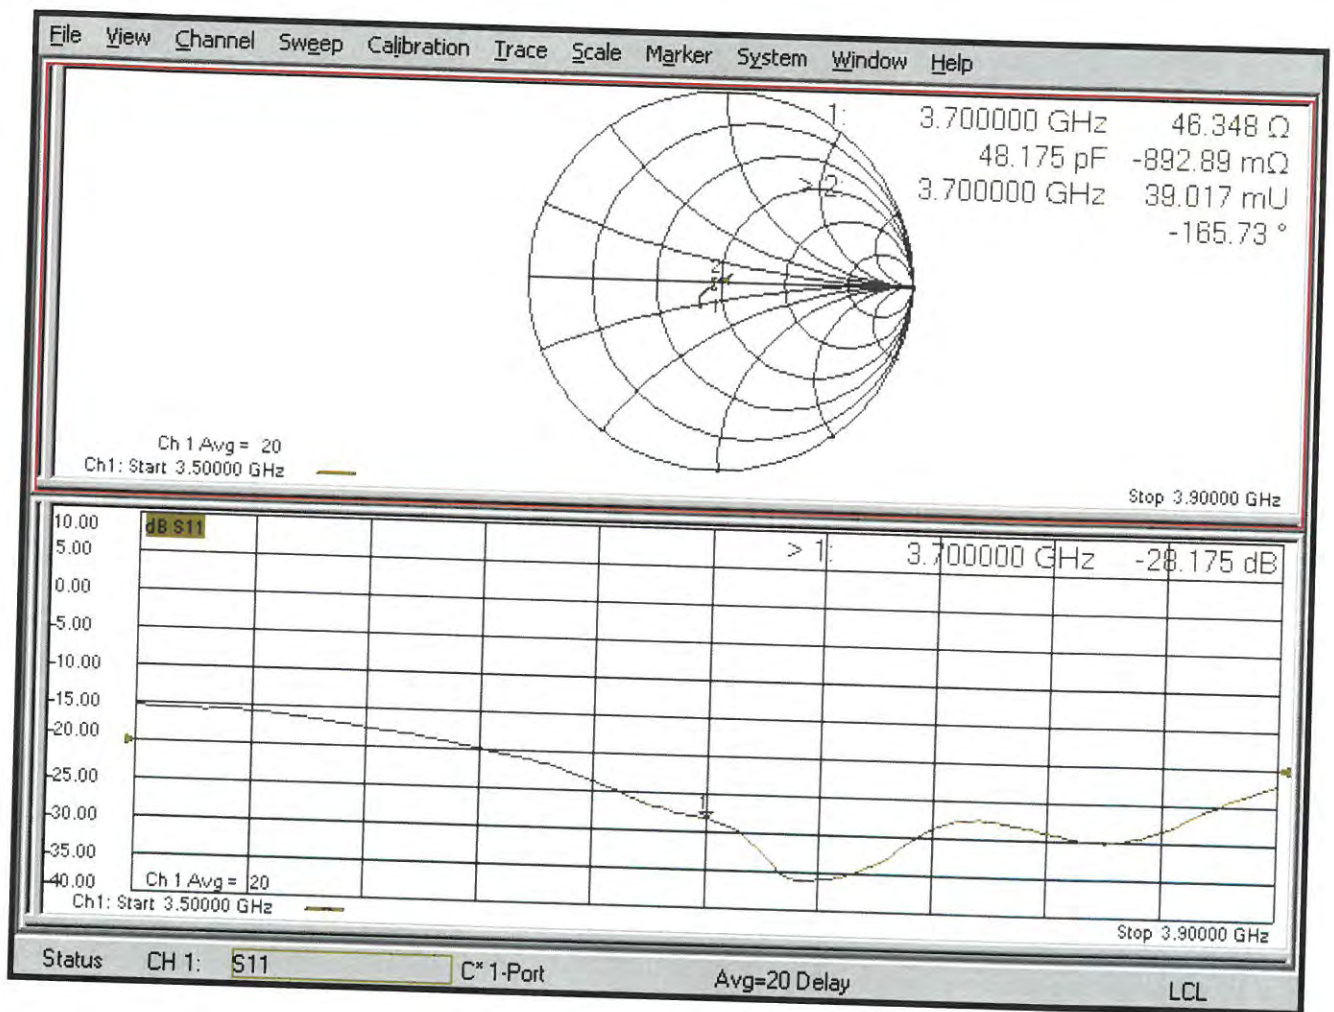 File View Channel Sweep Calibration Trace Scale Marker System Window Help
1: 3.700000 GHz 46.348 Ω
48.175 pF -892.89 mΩ
> 2: 3.700000 GHz 39.017 mU
-165.73 °
2
1
Ch 1 Avg = 20
Ch1: Start 3.50000 GHz
Stop 3.90000 GHz
10.00
dB S11
5.00
> 1: 3.700000 GHz -28.175 dB
0.00
-5.00
-10.00
-15.00
-20.00
-25.00
1
-30.00
-35.00
-40.00
Ch 1 Avg = 20
Ch1: Start 3.50000 GHz
Stop 3.90000 GHz
Status CH 1: S11 C* 1-Port Avg=20 Delay LCL